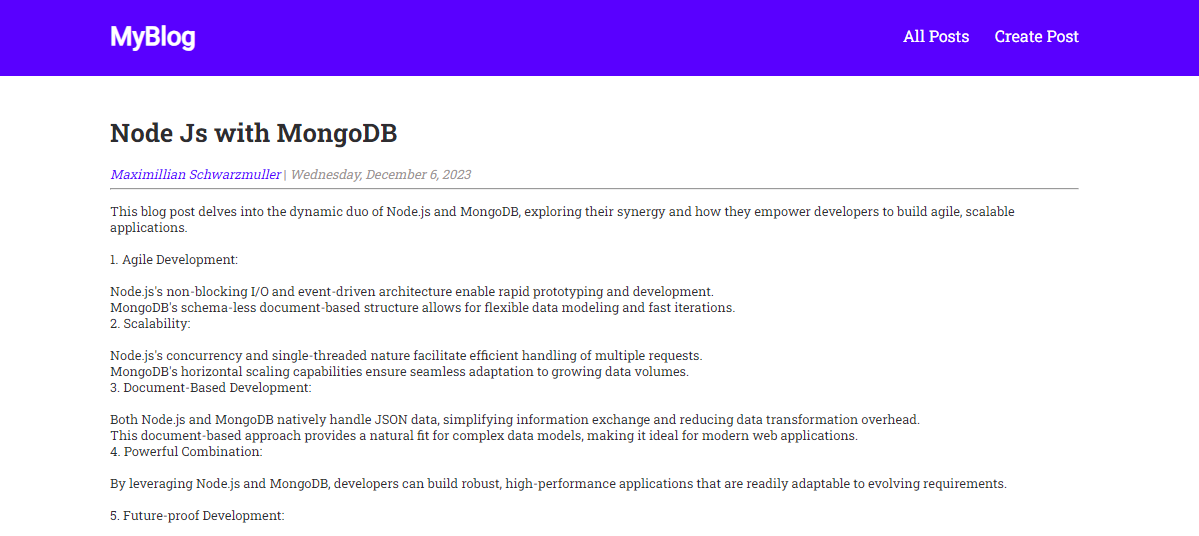 MyBlog
All Posts
Create Post
Node Js with MongoDB
Maximillian Schwarzmuller | Wednesday, December 6, 2023
This blog post delves into the dynamic duo of Node.js and MongoDB, exploring their synergy and how they empower developers to build agile, scalable
applications.
1. Agile Development:
Node.js's non-blocking I/O and event-driven architecture enable rapid prototyping and development.
MongoDB's schema-less document-based structure allows for flexible data modeling and fast iterations.
2. Scalability:
Node.js's concurrency and single-threaded nature facilitate efficient handling of multiple requests.
MongoDB's horizontal scaling capabilities ensure seamless adaptation to growing data volumes.
3. Document-Based Development:
Both Node.js and MongoDB natively handle JSON data, simplifying information exchange and reducing data transformation overhead.
This document-based approach provides a natural fit for complex data models, making it ideal for modern web applications.
4. Powerful Combination:
By leveraging Node.js and MongoDB, developers can build robust, high-performance applications that are readily adaptable to evolving requirements.
5. Future-proof Development: